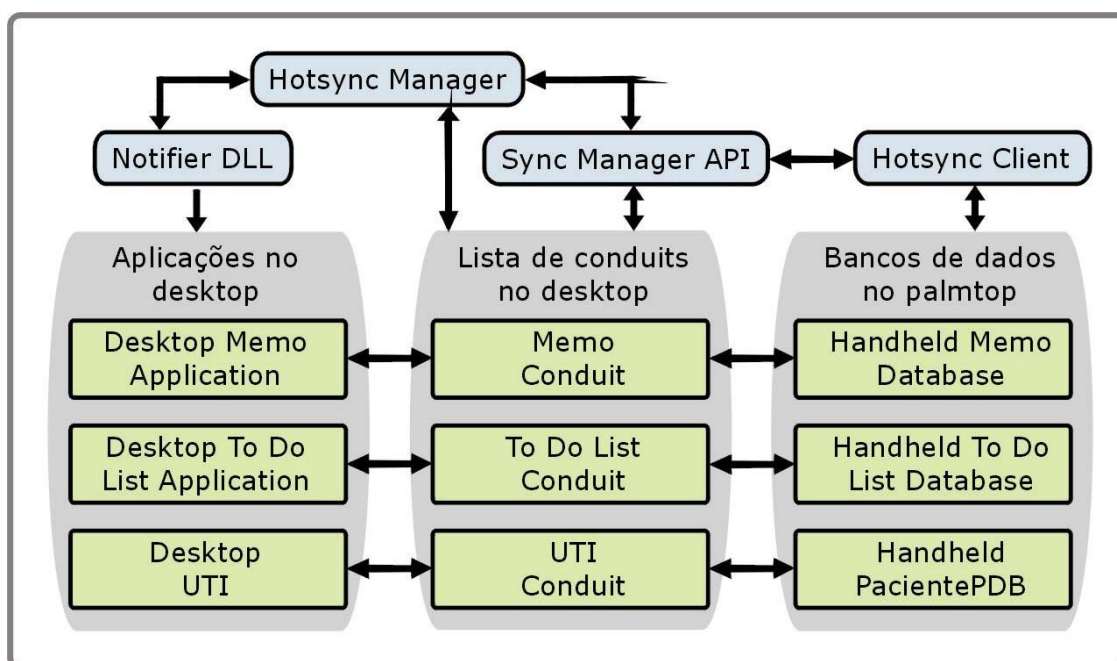 Hotsync Manager
Notifier DLL
Sync Manager API
Hotsync Client
Aplicações no
desktop
Lista de conduits
no desktop
Bancos de dados
no palmtop
Desktop Memo
Application
Memo
Conduit
Handheld Memo
Database
Desktop To Do
List Application
To Do List
Conduit
Handheld To Do
List Database
Desktop
UTI
UTI
Conduit
Handheld
PacientePDB